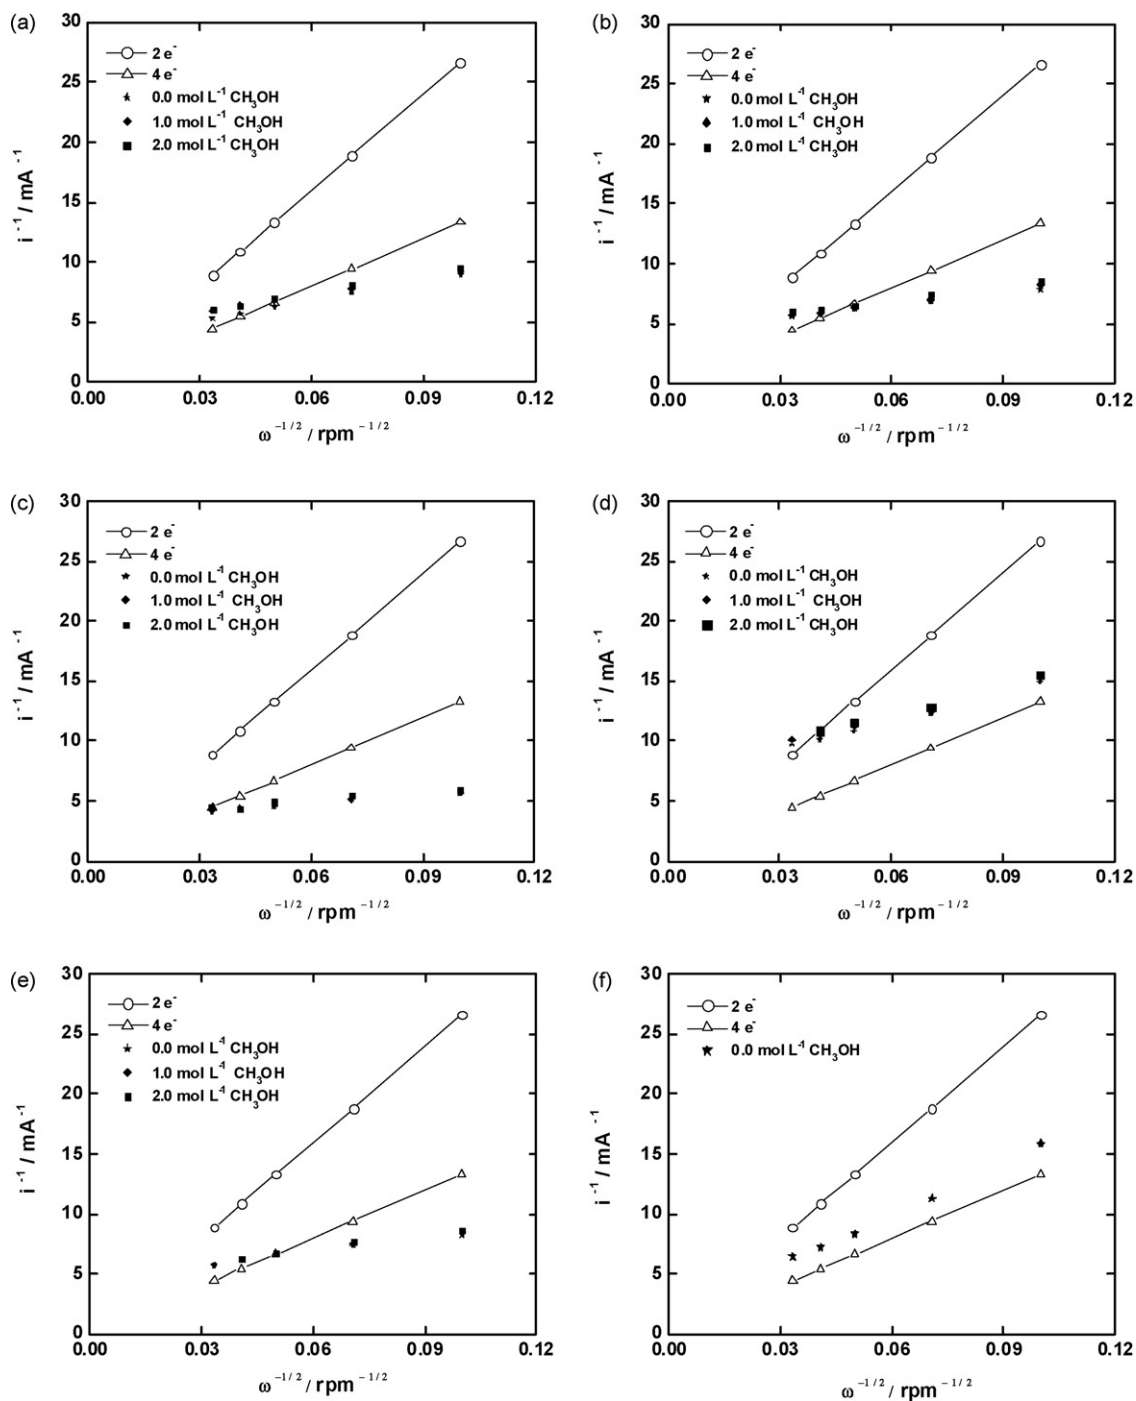 (a)
30
25
20
15
10
5
0
i⁻¹ / mA⁻¹
2 e⁻
4 e⁻
0.0 mol L⁻¹ CH₃OH
1.0 mol L⁻¹ CH₃OH
2.0 mol L⁻¹ CH₃OH
0.00 0.03 0.06 0.09 0.12
ω⁻¹/² / rpm⁻¹/²
(b)
30
25
20
15
10
5
0
i⁻¹ / mA⁻¹
2 e⁻
4 e⁻
0.0 mol L⁻¹ CH₃OH
1.0 mol L⁻¹ CH₃OH
2.0 mol L⁻¹ CH₃OH
0.00 0.03 0.06 0.09 0.12
ω⁻¹/² / rpm⁻¹/²
(c)
30
25
20
15
10
5
0
i⁻¹ / mA⁻¹
2 e⁻
4 e⁻
0.0 mol L⁻¹ CH₃OH
1.0 mol L⁻¹ CH₃OH
2.0 mol L⁻¹ CH₃OH
0.00 0.03 0.06 0.09 0.12
ω⁻¹/² / rpm⁻¹/²
(d)
30
25
20
15
10
5
0
i⁻¹ / mA⁻¹
2 e⁻
4 e⁻
0.0 mol L⁻¹ CH₃OH
1.0 mol L⁻¹ CH₃OH
2.0 mol L⁻¹ CH₃OH
0.00 0.03 0.06 0.09 0.12
ω⁻¹/² / rpm⁻¹/²
(e)
30
25
20
15
10
5
0
i⁻¹ / mA⁻¹
2 e⁻
4 e⁻
0.0 mol L⁻¹ CH₃OH
1.0 mol L⁻¹ CH₃OH
2.0 mol L⁻¹ CH₃OH
0.00 0.03 0.06 0.09 0.12
ω⁻¹/² / rpm⁻¹/²
(f)
30
25
20
15
10
5
0
i⁻¹ / mA⁻¹
2 e⁻
4 e⁻
0.0 mol L⁻¹ CH₃OH
0.00 0.03 0.06 0.09 0.12
ω⁻¹/² / rpm⁻¹/²